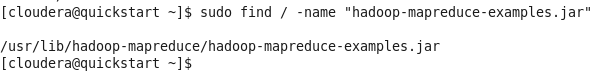 [cloudera@quickstart ~]$ sudo find / -name "hadoop-mapreduce-examples.jar"
/usr/lib/hadoop-mapreduce/hadoop-mapreduce-examples.jar
[cloudera@quickstart ~]$